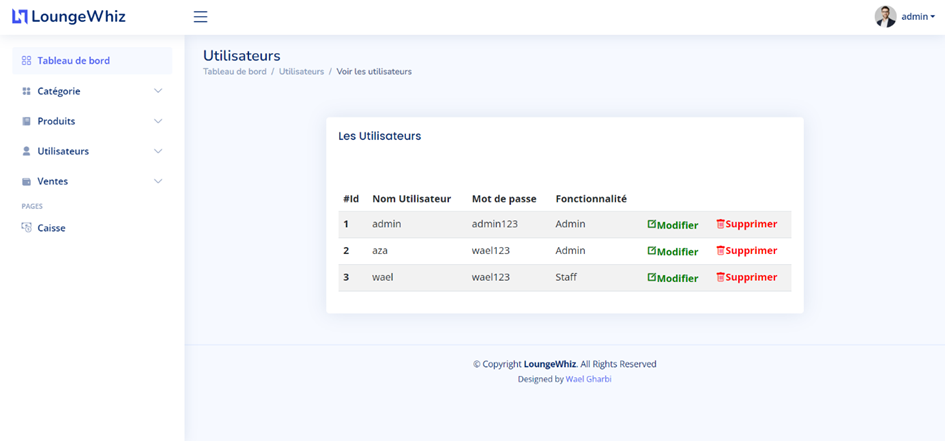 LoungeWhiz
admin
Tableau de bord
Catégorie
Produits
Utilisateurs
Ventes
PAGES
Caisse
Utilisateurs
Tableau de bord / Utilisateurs / Voir les utilisateurs
Les Utilisateurs
#Id Nom Utilisateur Mot de passe Fonctionnalité
1 admin admin123 Admin Modifier Supprimer
2 aza wael123 Admin Modifier Supprimer
3 wael wael123 Staff Modifier Supprimer
© Copyright LoungeWhiz. All Rights Reserved
Designed by Wael Gharbi